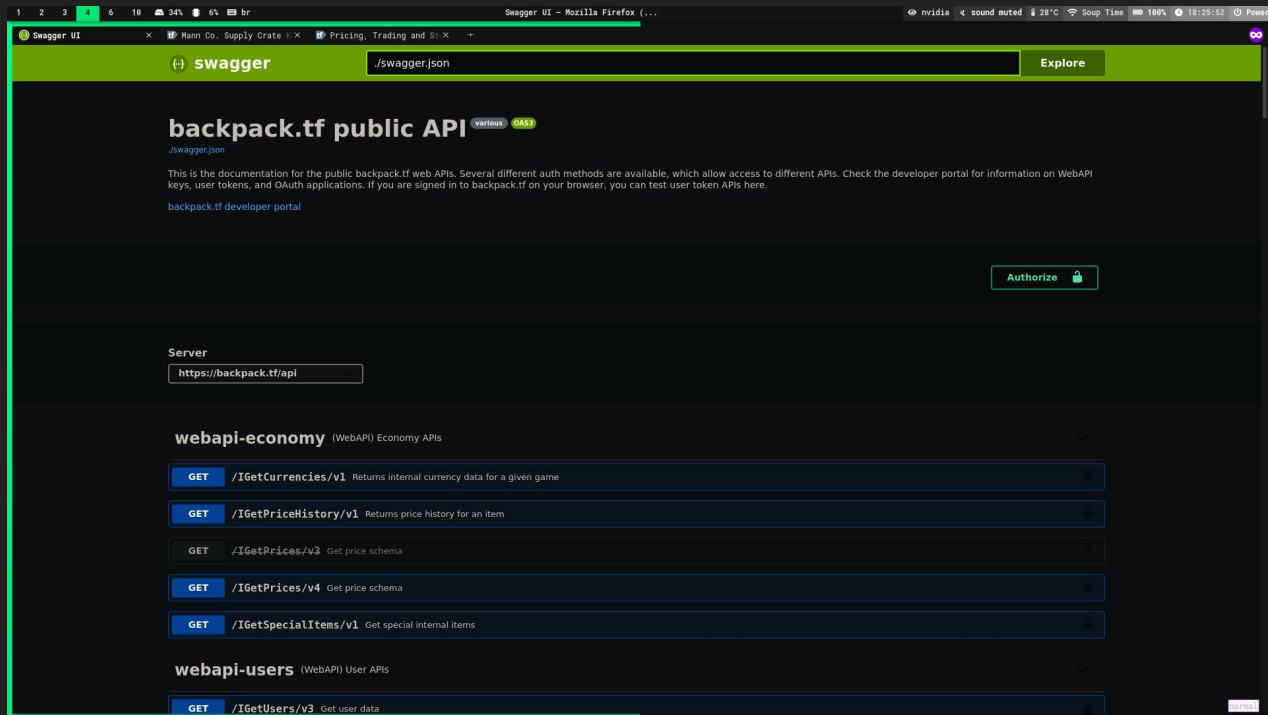 1 2 3 4 6 10 34% 6% br Swagger UI — Mozilla Firefox (... nvidia sound muted 28°C Soup Time 100% 18:25:52 Power
Swagger UI × Mann Co. Supply Crate K × Pricing, Trading and St × +
{··} swagger ./swagger.json Explore
backpack.tf public API various OAS3
./swagger.json
This is the documentation for the public backpack.tf web APIs. Several different auth methods are available, which allow access to different APIs. Check the developer portal for information on WebAPI
keys, user tokens, and OAuth applications. If you are signed in to backpack.tf on your browser, you can test user token APIs here.
backpack.tf developer portal
Authorize
Server
https://backpack.tf/api
webapi-economy (WebAPI) Economy APIs
GET /IGetCurrencies/v1 Returns internal currency data for a given game
GET /IGetPriceHistory/v1 Returns price history for an item
GET /IGetPrices/v3 Get price schema
GET /IGetPrices/v4 Get price schema
GET /IGetSpecialItems/v1 Get special internal items
webapi-users (WebAPI) User APIs
GET /IGetUsers/v3 Get user data
normal